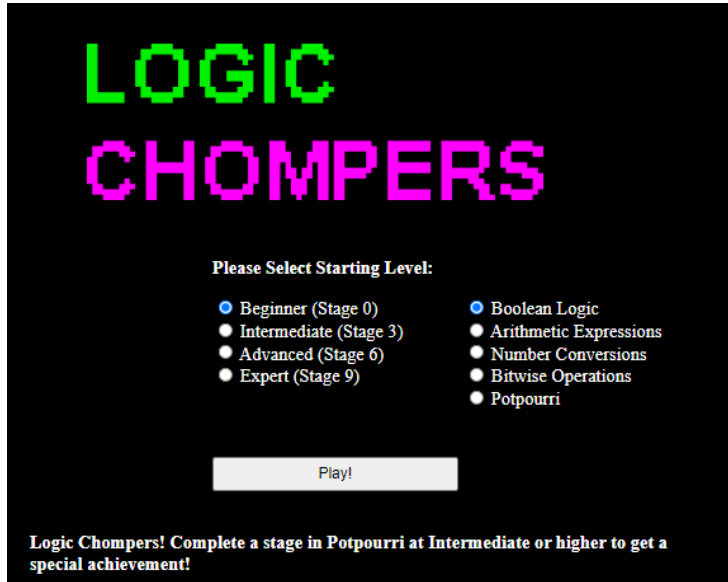 LOGIC
CHOMPERS
Please Select Starting Level:
Beginner (Stage 0)
Intermediate (Stage 3)
Advanced (Stage 6)
Expert (Stage 9)
Boolean Logic
Arithmetic Expressions
Number Conversions
Bitwise Operations
Potpourri
Play!
Logic Chompers! Complete a stage in Potpourri at Intermediate or higher to get a
special achievement!